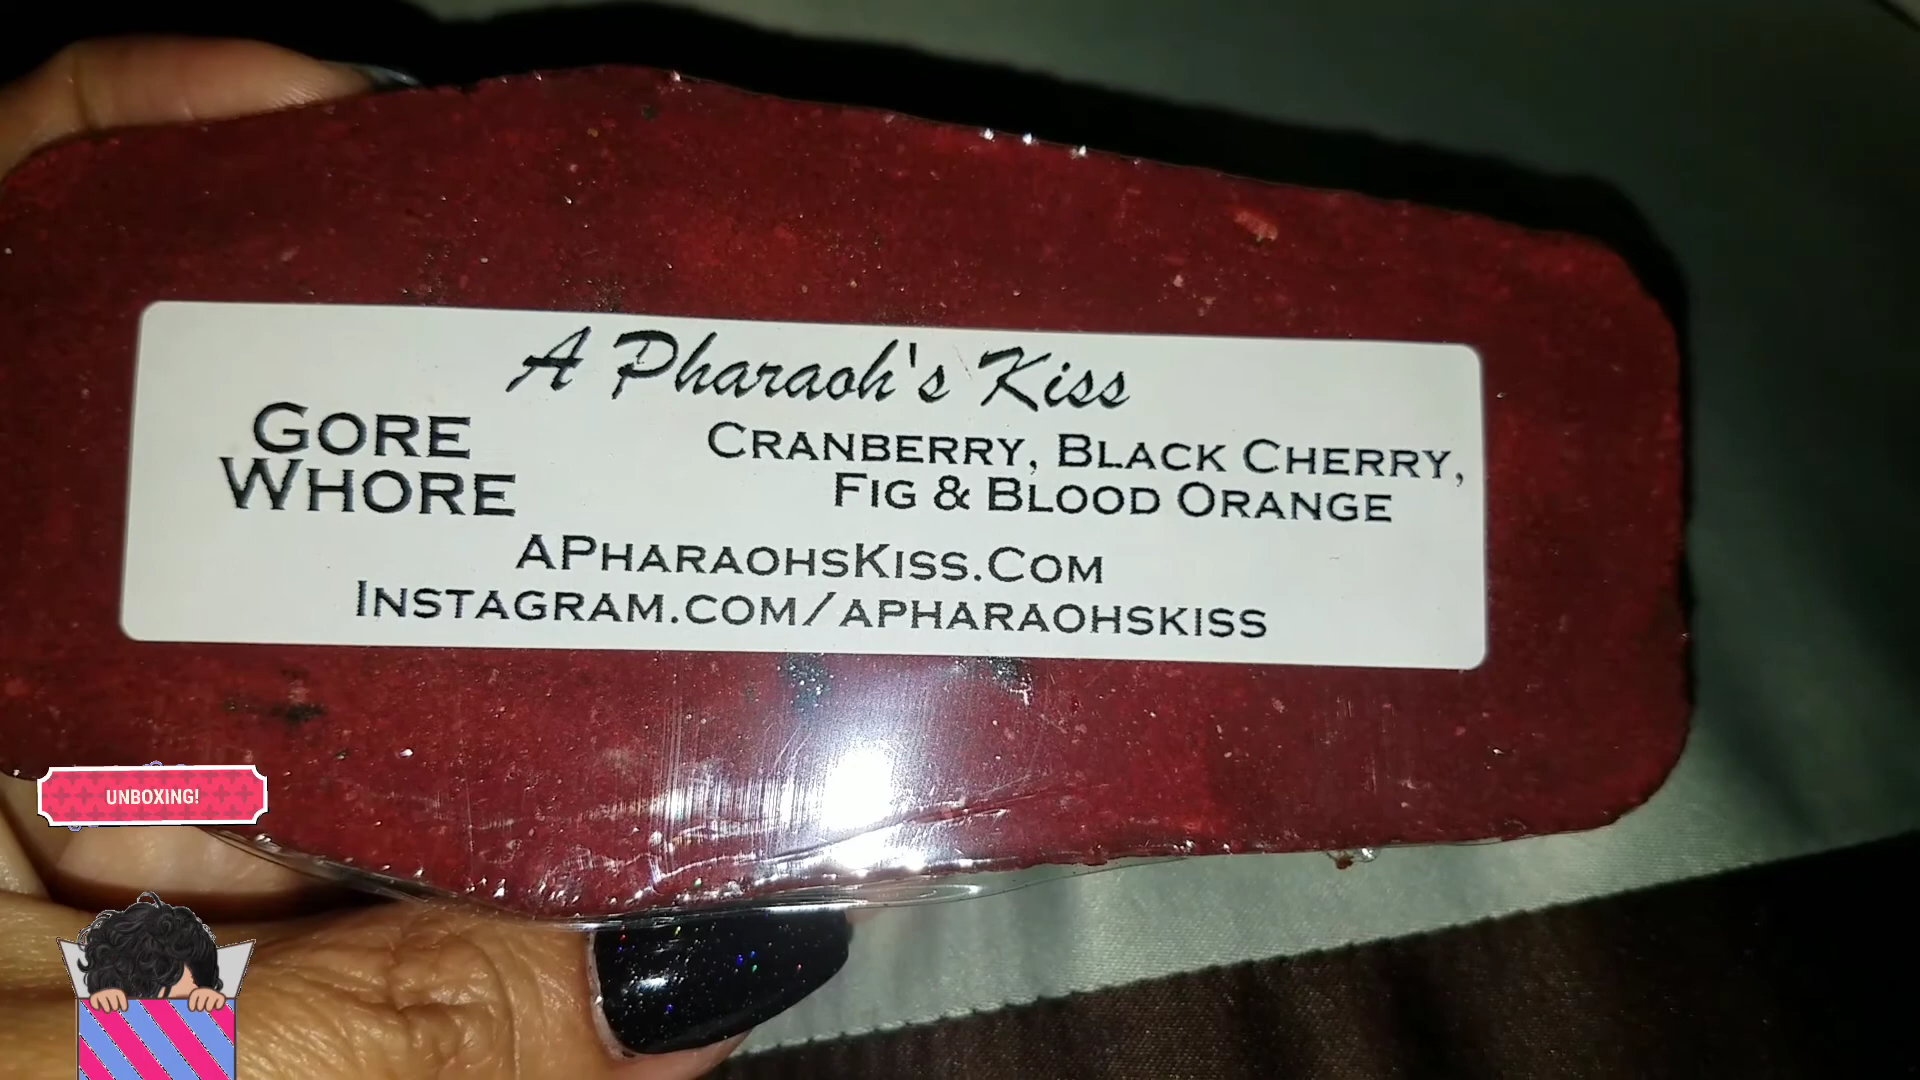 A Pharaoh's Kiss
GORE
WHORE
CRANBERRY, BLACK CHERRY,
FIG & BLOOD ORANGE
APHARAOHSKISS.COM
INSTAGRAM.COM/APHARAOHSKISS
UNBOXING!